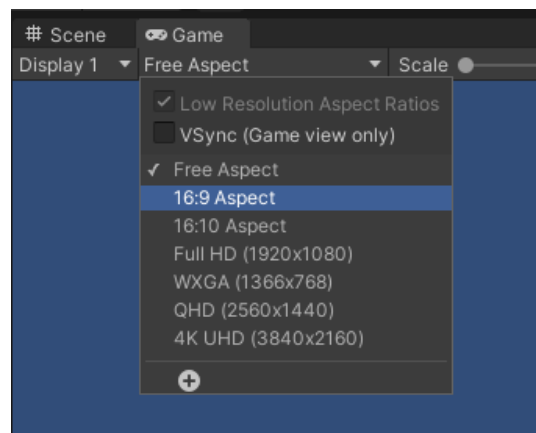 Scene Game
Display 1 Free Aspect Scale
Low Resolution Aspect Ratios
VSync (Game view only)
Free Aspect
16:9 Aspect
16:10 Aspect
Full HD (1920x1080)
WXGA (1366x768)
QHD (2560x1440)
4K UHD (3840x2160)